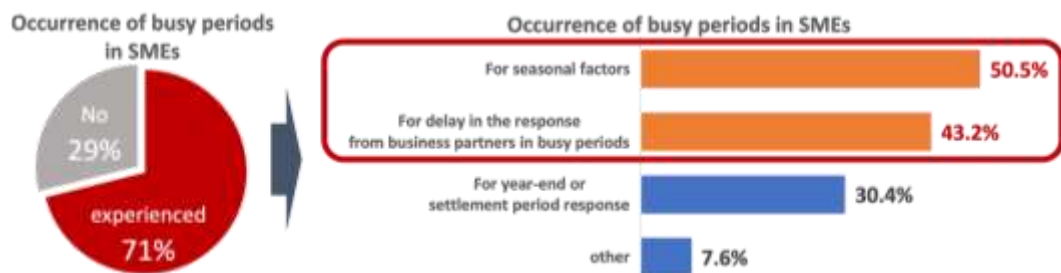 Occurrence of busy periods
in SMEs
No
29%
experienced
71%
Occurrence of busy periods in SMEs
For seasonal factors
50.5%
For delay in the response
from business partners in busy periods
43.2%
For year-end or
settlement period response
30.4%
other
7.6%